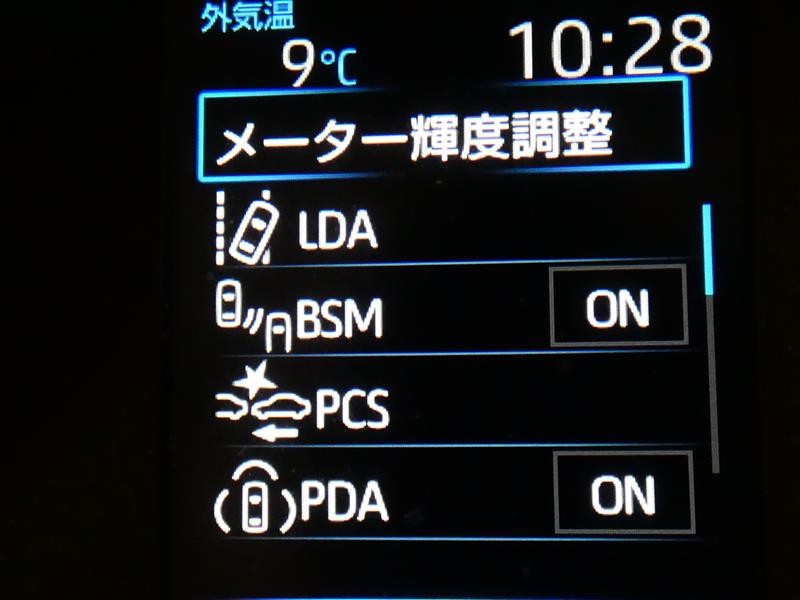 外気温
9℃ 10:28
メーター輝度調整
LDA
BSM ON
PCS
PDA ON